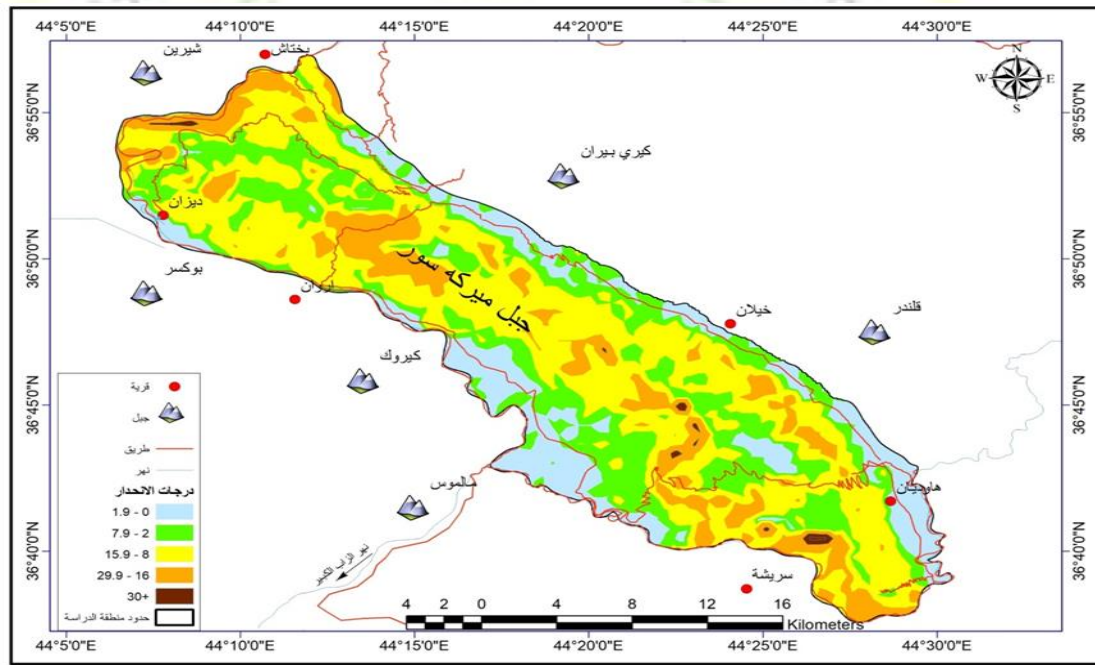 44°5'0"E
44°10'0"E
44°15'0"E
44°20'0"E
44°25'0"E
44°30'0"E
36°55'0"N
36°55'0"N
شيرين
بختاش
N
W
E
S
كيري بيران
ديزان
36°50'0"N
36°50'0"N
بوكسر
جبل ميركه سور
خيلان
قلندر
كيروك
36°45'0"N
36°45'0"N
قرية
جبل
طريق
نهر
درجات الانحدار
1.9 - 0
7.9 - 2
15.9 - 8
29.9 - 16
30+
حدود منطقة الدراسة
سالموس
هاوديان
نهر الزاب الكبير
36°40'0"N
36°40'0"N
سريشة
4 2 0 4 8 12 16
Kilometers
44°5'0"E
44°10'0"E
44°15'0"E
44°20'0"E
44°25'0"E
44°30'0"E